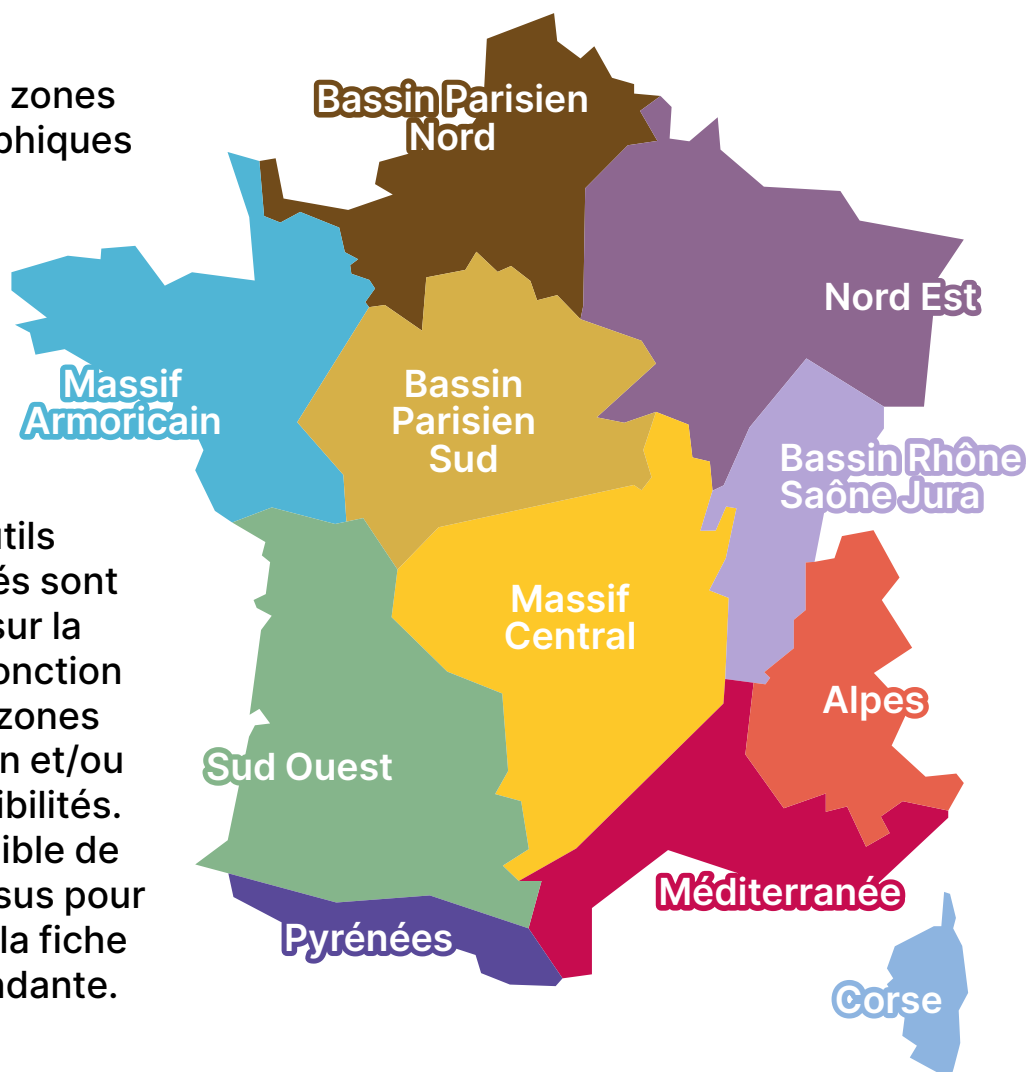 zones
phiques
Bassin Parisien
Nord
Nord Est
Massif
Armoricain
Bassin
Parisien
Sud
Bassin Rhône
Saône Jura
utils
és sont
sur la
onction
zones
n et/ou
ibilités.
ible de
sus pour
la fiche
ndante.
Massif
Central
Alpes
Sud Ouest
Méditerranée
Pyrénées
Corse